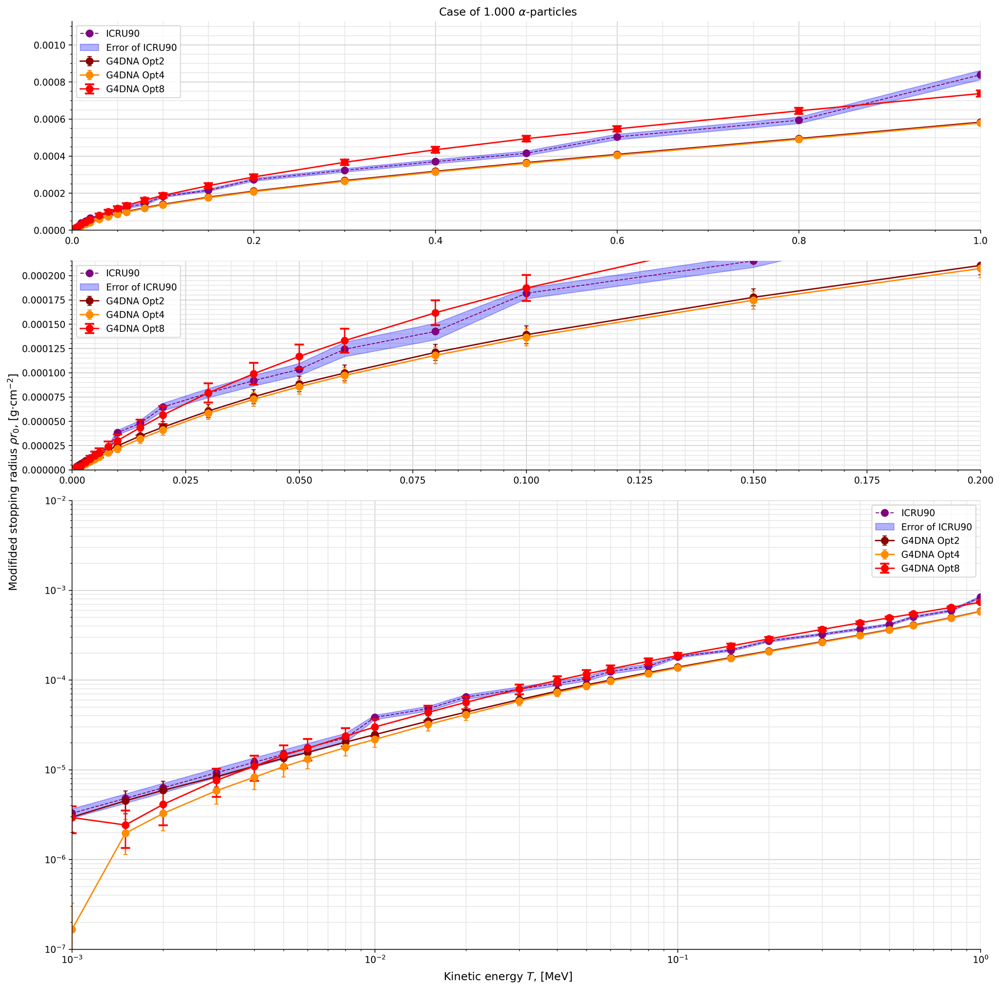 Case of 1.000 α-particles
0.0010
0.0008
0.0006
0.0004
0.0002
0.0000
ICRU90
Error of ICRU90
G4DNA Opt2
G4DNA Opt4
G4DNA Opt8
0.0 0.2 0.4 0.6 0.8 1.0
0.000200
0.000175
0.000150
0.000125
0.000100
0.000075
0.000050
0.000025
0.000000
ICRU90
Error of ICRU90
G4DNA Opt2
G4DNA Opt4
G4DNA Opt8
0.000 0.025 0.050 0.075 0.100 0.125 0.150 0.175 0.200
Modifided stopping radius ρr₀, [g·cm⁻²]
10⁻²
10⁻³
10⁻⁴
10⁻⁵
10⁻⁶
10⁻⁷
ICRU90
Error of ICRU90
G4DNA Opt2
G4DNA Opt4
G4DNA Opt8
10⁻³ 10⁻² 10⁻¹ 10⁰
Kinetic energy T, [MeV]